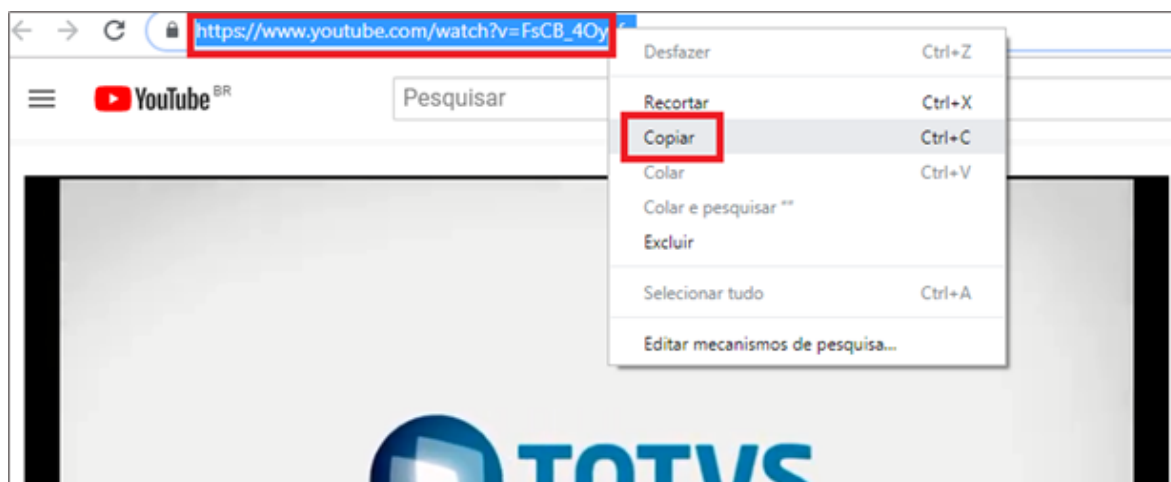 https://www.youtube.com/watch?v=FsCB_4Oy
YouTube BR
Pesquisar
Desfazer Ctrl+Z
Recortar Ctrl+X
Copiar Ctrl+C
Colar Ctrl+V
Colar e pesquisar ""
Excluir
Selecionar tudo Ctrl+A
Editar mecanismos de pesquisa...
TOTVS